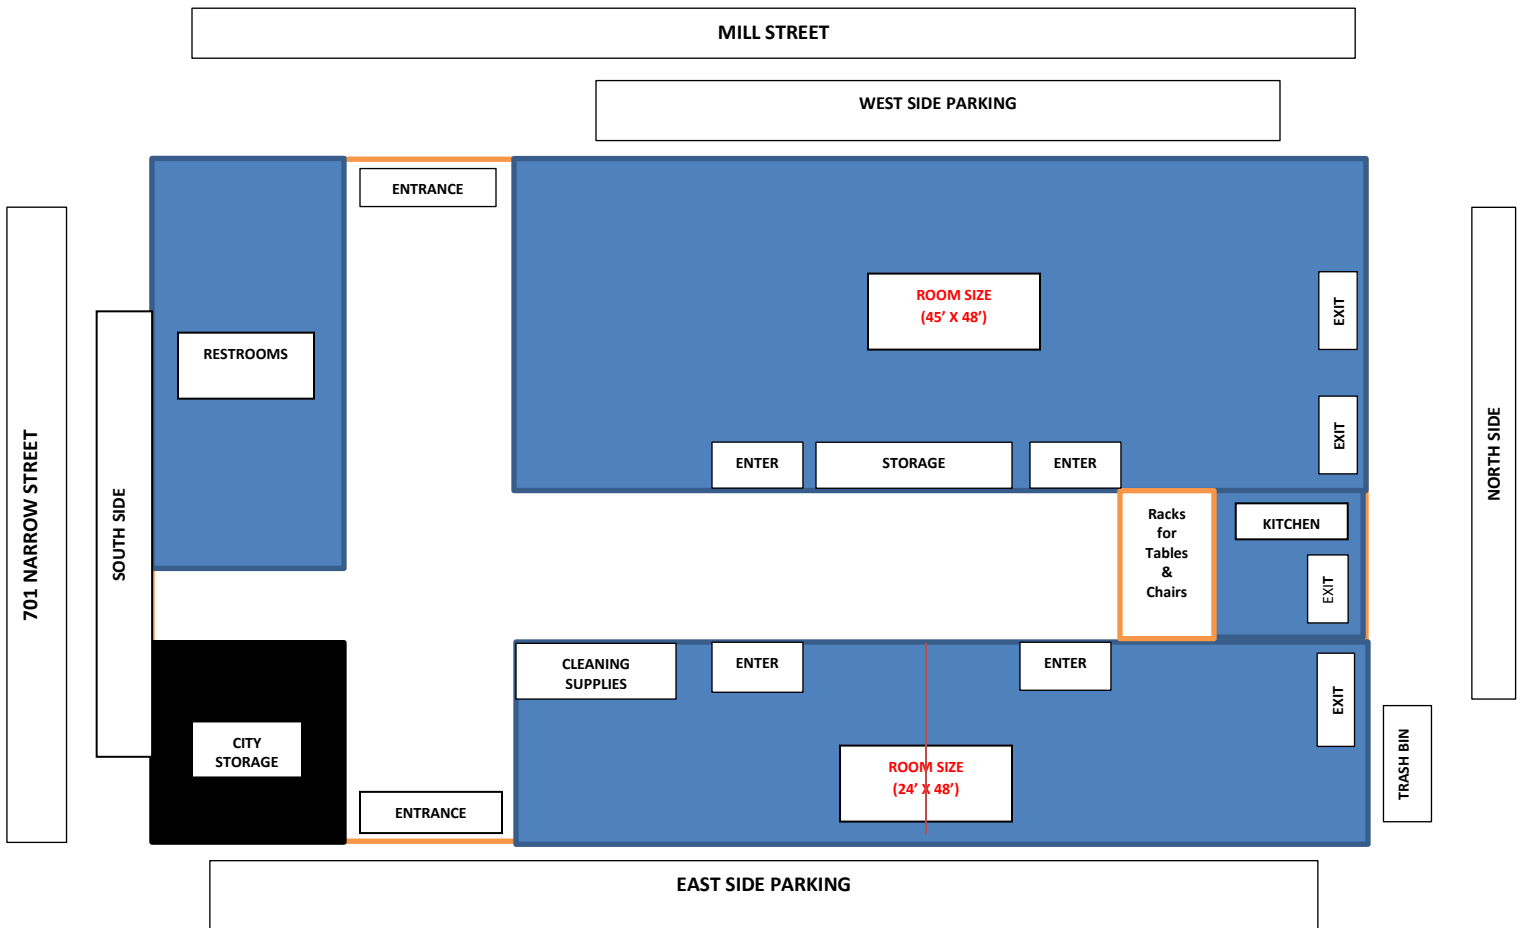 MILL STREET
WEST SIDE PARKING
ENTRANCE
ROOM SIZE
(45’ X 48’)
EXIT
RESTROOMS
EXIT
ENTER
STORAGE
ENTER
701 NARROW STREET
SOUTH SIDE
NORTH SIDE
Racks
for
Tables
&
Chairs
KITCHEN
EXIT
CLEANING
SUPPLIES
ENTER
ENTER
EXIT
CITY
STORAGE
ROOM SIZE
(24’ X 48’)
TRASH BIN
ENTRANCE
EAST SIDE PARKING